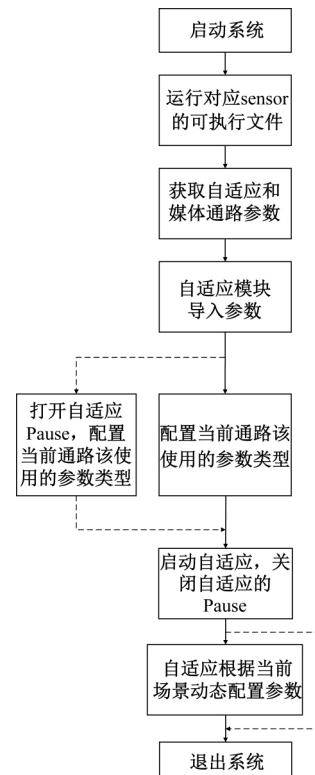 启动系统
运行对应sensor
的可执行文件
获取自适应和
媒体通路参数
自适应模块
导入参数
打开自适应
Pause，配置
当前通路该使
用的参数类型
配置当前通路该
使用的参数类型
启动自适应，关
闭自适应的
Pause
自适应根据当前
场景动态配置参数
退出系统